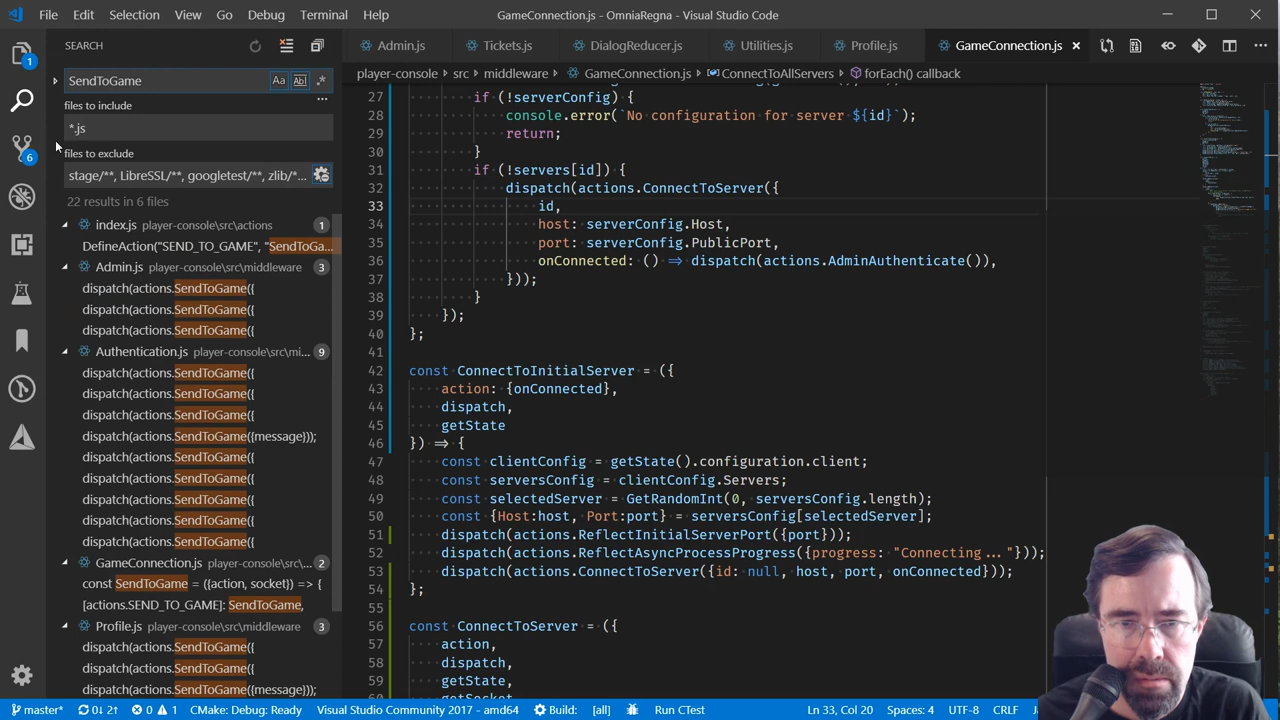 File Edit Selection View Go Debug Terminal Help GameConnection.js • OmniaRegna - Visual Studio Code
1
6
SEARCH
SendToGame Aa Abl .*
files to include
*.js
files to exclude
stage/**, LibreSSL/**, googletest/**, zlib/*...
22 results in 6 files
index.js player-console\src\actions 1
DefineAction("SEND_TO_GAME", "SendToGa...
Admin.js player-console\src\middleware 3
dispatch(actions.SendToGame({
dispatch(actions.SendToGame({
dispatch(actions.SendToGame({
Authentication.js player-console\src\mi... 9
dispatch(actions.SendToGame({
dispatch(actions.SendToGame({
dispatch(actions.SendToGame({
dispatch(actions.SendToGame({message}));
dispatch(actions.SendToGame({
dispatch(actions.SendToGame({
dispatch(actions.SendToGame({
dispatch(actions.SendToGame({
dispatch(actions.SendToGame({
GameConnection.js player-console\src\... 2
const SendToGame = ({action, socket}) => {
[actions.SEND_TO_GAME]: SendToGame,
Profile.js player-console\src\middleware 3
dispatch(actions.SendToGame({
dispatch(actions.SendToGame({
dispatch(actions.SendToGame({message}));
Admin.js Tickets.js DialogReducer.js Utilities.js Profile.js GameConnection.js
player-console › src › middleware › GameConnection.js › ConnectToAllServers › forEach() callback
27 if (!serverConfig) {
28 console.error(`No configuration for server ${id}`);
29 return;
30 }
31 if (!servers[id]) {
32 dispatch(actions.ConnectToServer({
33 id,
34 host: serverConfig.Host,
35 port: serverConfig.PublicPort,
36 onConnected: () => dispatch(actions.AdminAuthenticate()),
37 }));
38 }
39 });
40 };
41
42 const ConnectToInitialServer = ({
43 action: {onConnected},
44 dispatch,
45 getState
46 }) => {
47 const clientConfig = getState().configuration.client;
48 const serversConfig = clientConfig.Servers;
49 const selectedServer = GetRandomInt(0, serversConfig.length);
50 const {Host:host, Port:port} = serversConfig[selectedServer];
51 dispatch(actions.ReflectInitialServerPort({port}));
52 dispatch(actions.ReflectAsyncProcessProgress({progress: "Connecting..."}));
53 dispatch(actions.ConnectToServer({id: null, host, port, onConnected}));
54 };
55
56 const ConnectToServer = ({
57 action,
58 dispatch,
59 getState,
60 getSocket
master* 0↓ 2↑ 0 1 CMake: Debug: Ready Visual Studio Community 2017 - amd64 Build: [all] Run CTest Ln 33, Col 20 Spaces: 4 UTF-8 CRLF